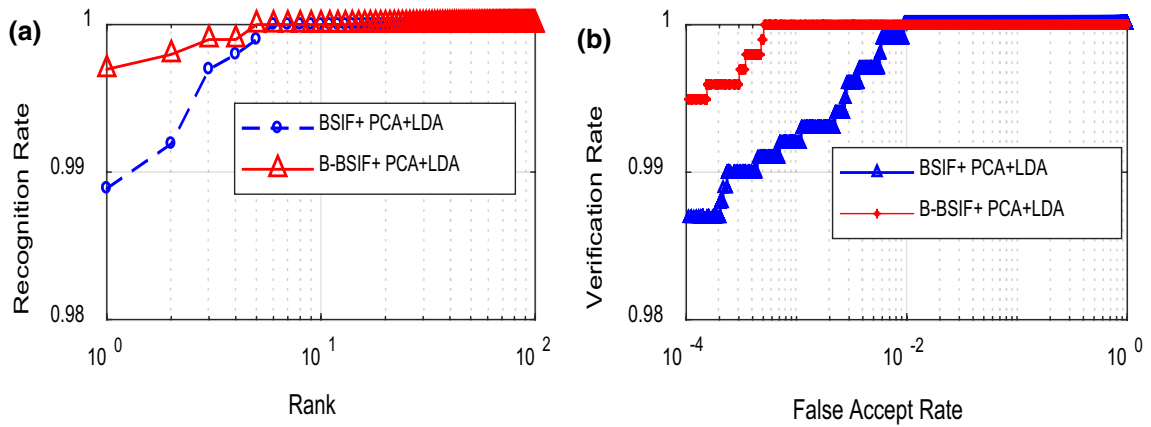 (a)
Recognition Rate
1
0.99
0.98
BSIF+ PCA+LDA
B-BSIF+ PCA+LDA
10^0
10^1
10^2
Rank
(b)
Verification Rate
1
0.99
0.98
BSIF+ PCA+LDA
B-BSIF+ PCA+LDA
10^-4
10^-2
10^0
False Accept Rate